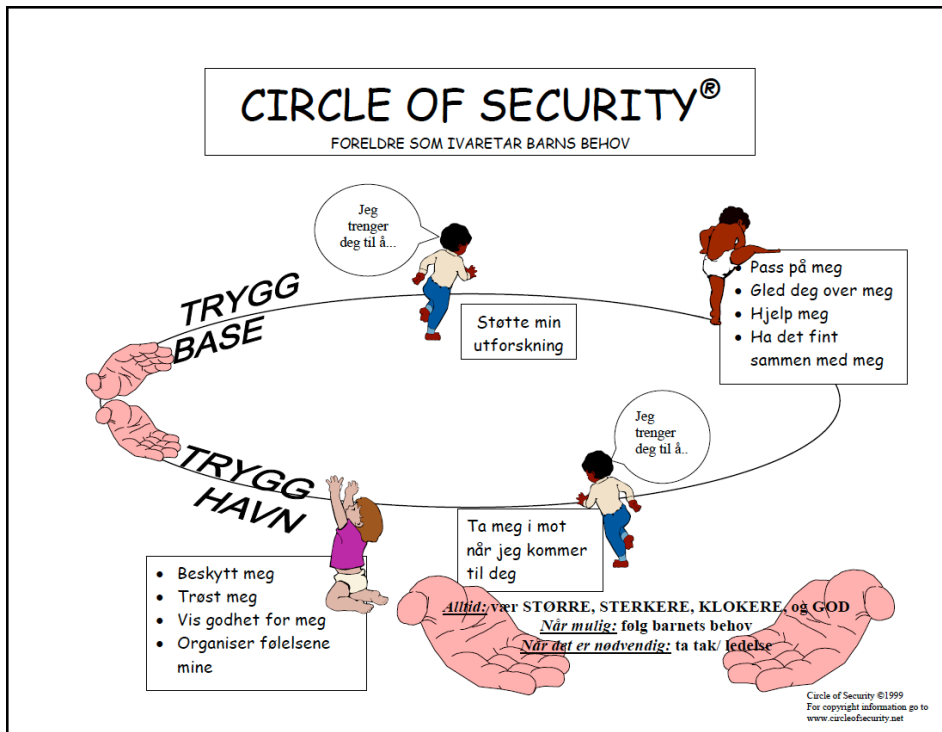 CIRCLE OF SECURITY®
FORELDRE SOM IVARETAR BARNS BEHOV
Jeg
trenger
deg til å...
TRYGG
BASE
Støtte min
utforskning
• Pass på meg
• Gled deg over meg
• Hjelp meg
• Ha det fint
sammen med meg
Jeg
trenger
deg til å..
TRYGG
HAVN
Ta meg i mot
når jeg kommer
til deg
• Beskytt meg
• Trøst meg
• Vis godhet for meg
• Organiser følelsene
mine
Alltid: vær STØRRE, STERKERE, KLOKERE, og GOD
Når mulig: følg barnets behov
Når det er nødvendig: ta tak/ ledelse
Circle of Security ©1999
For copyright information go to
www.circleofsecurity.net